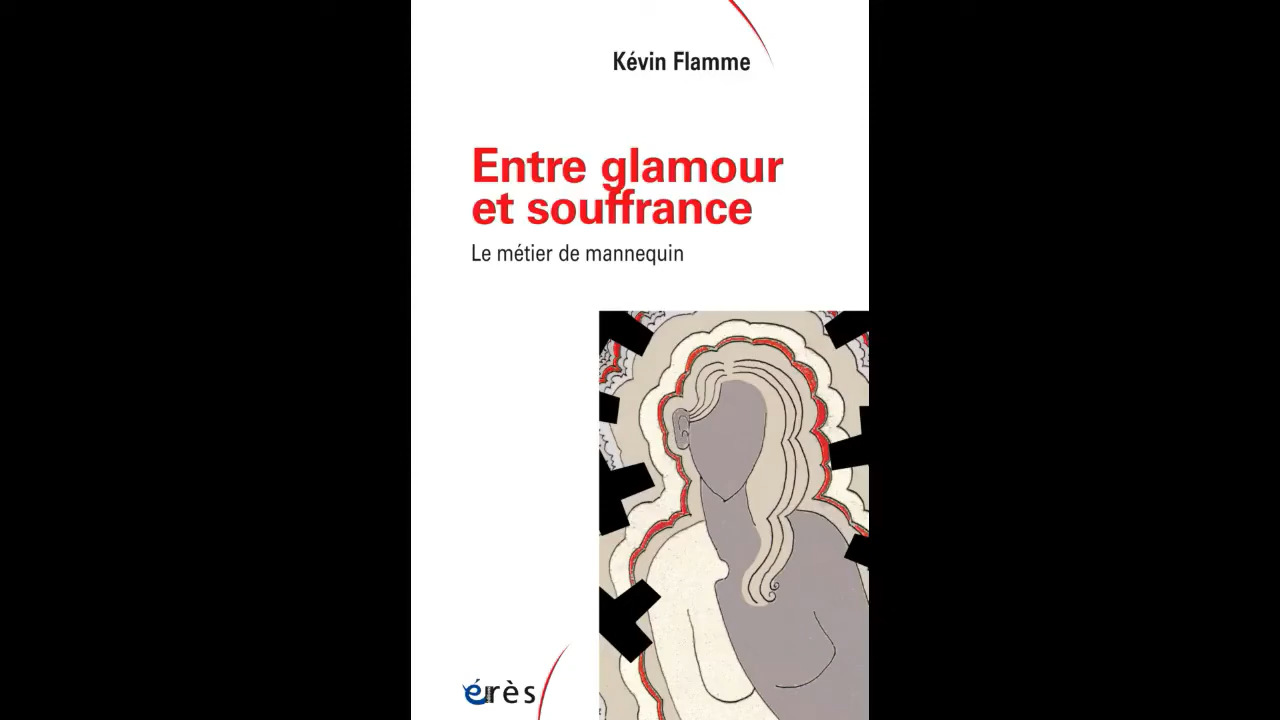 Kévin Flamme
Entre glamour
et souffrance
Le métier de mannequin
érès